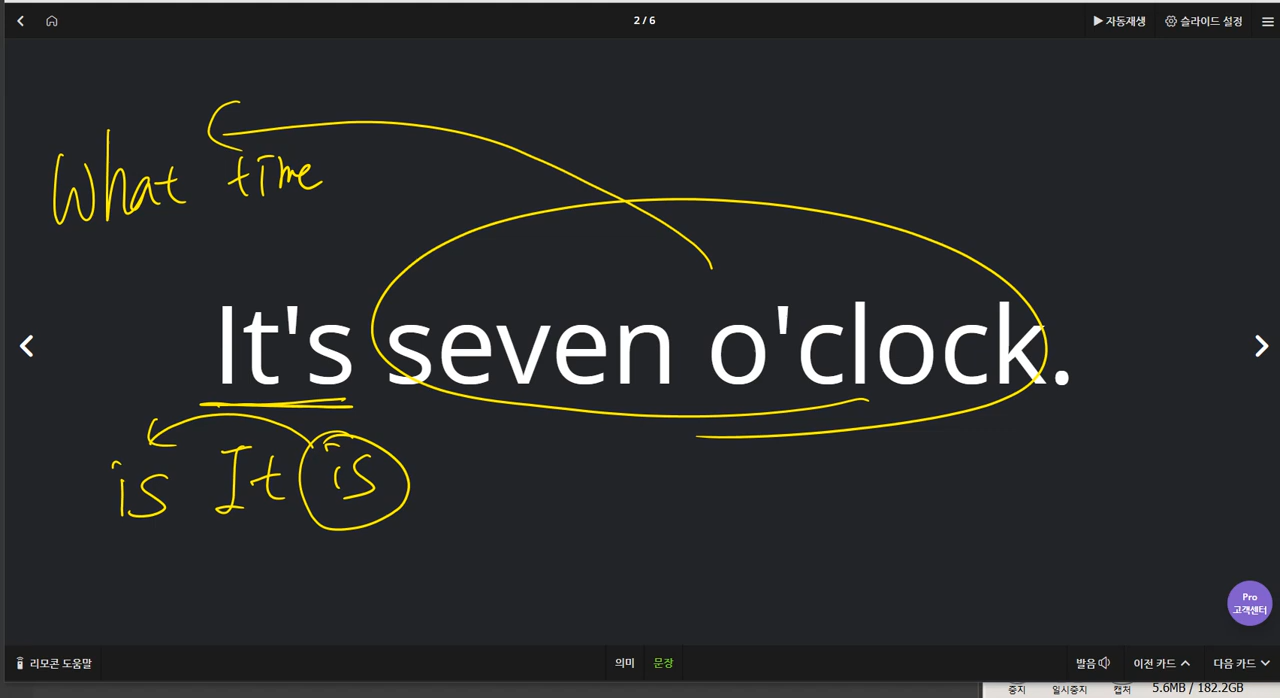 2 / 6
자동재생
슬라이드 설정
What time
It's seven o'clock.
is It is
Pro
고객센터
리모콘 도움말
의미
문장
발음
이전 카드
다음 카드
중지
일시중지
캡처
5.6MB / 182.2GB